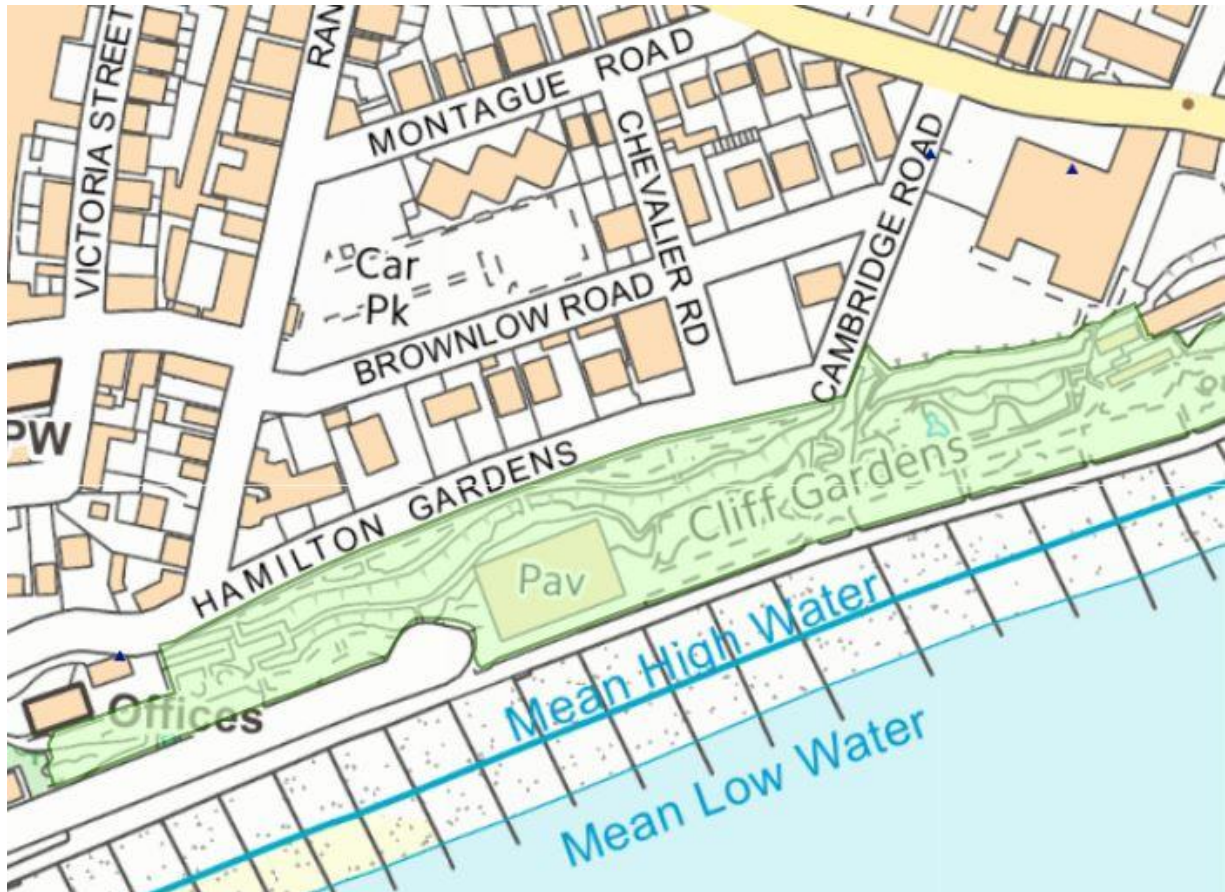 VICTORIA STREET
RAN
MONTAGUE ROAD
CHEVALIER RD
CAMBRIDGE ROAD
Car
Pk
BROWNLOW ROAD
PW
HAMILTON GARDENS
Cliff Gardens
Pav
Offices
Mean High Water
Mean Low Water